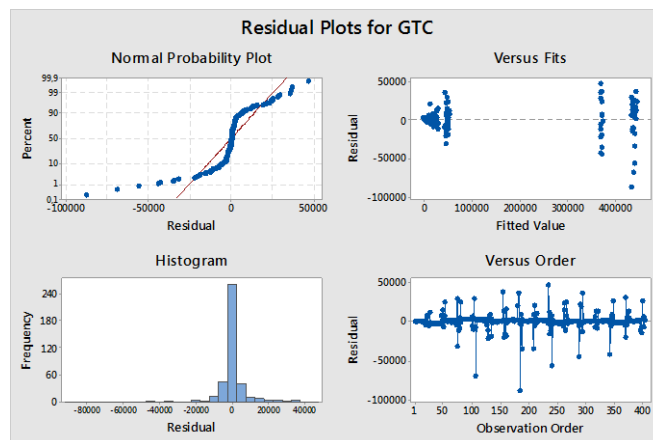 Residual Plots for GTC
Normal Probability Plot
99,9
99
90
50
10
1
0,1
Percent
-100000 -50000 0 50000
Residual
Versus Fits
50000
0
-50000
-100000
Residual
0 100000 200000 300000 400000
Fitted Value
Histogram
240
180
120
60
0
Frequency
-80000 -60000 -40000 -20000 0 20000 40000
Residual
Versus Order
50000
0
-50000
-100000
Residual
1 50 100 150 200 250 300 350 400
Observation Order